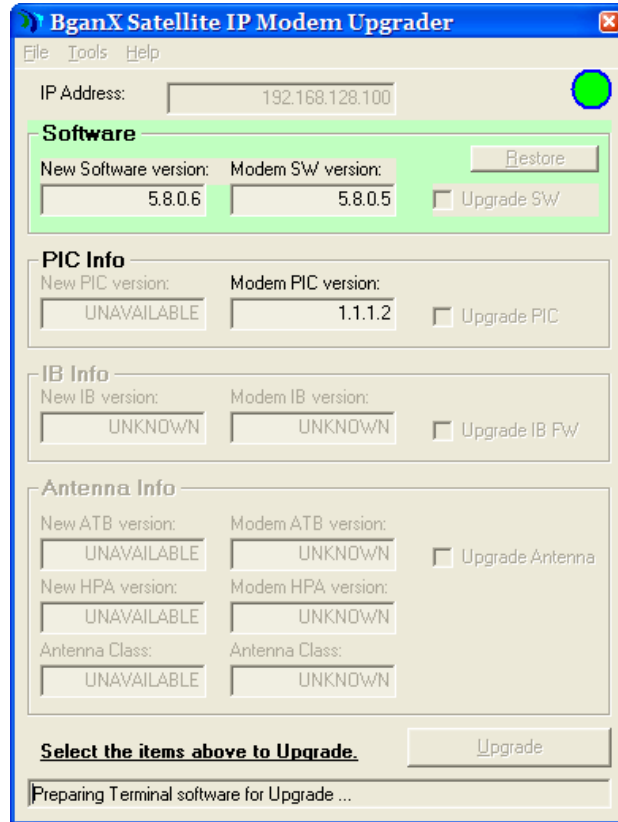 BganX Satellite IP Modem Upgrader
File Tools Help
IP Address: 192.168.128.100
Software
Restore
New Software version: Modem SW version:
5.8.0.6 5.8.0.5 Upgrade SW
PIC Info
New PIC version: Modem PIC version:
UNAVAILABLE 1.1.1.2 Upgrade PIC
IB Info
New IB version: Modem IB version:
UNKNOWN UNKNOWN Upgrade IB FW
Antenna Info
New ATB version: Modem ATB version:
UNAVAILABLE UNKNOWN Upgrade Antenna
New HPA version: Modem HPA version:
UNAVAILABLE UNKNOWN
Antenna Class: Antenna Class:
UNAVAILABLE UNKNOWN
Select the items above to Upgrade. Upgrade
Preparing Terminal software for Upgrade ...